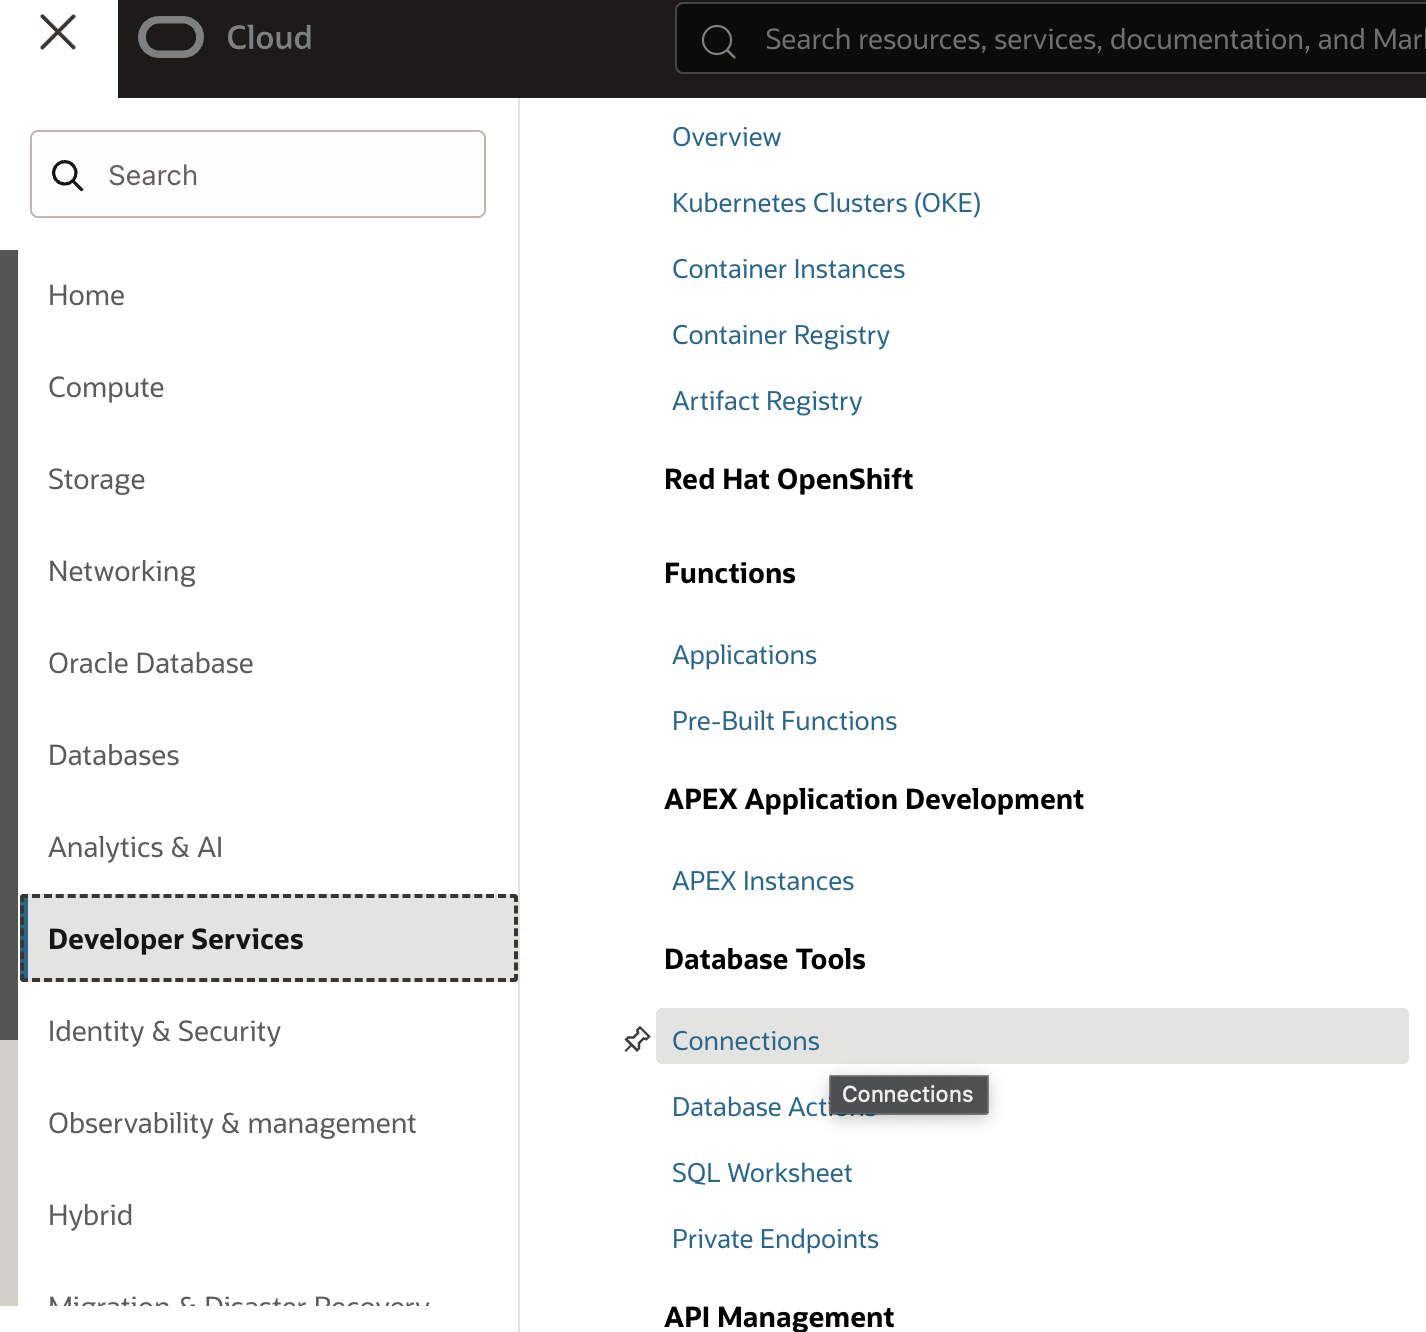 Cloud
Search resources, services, documentation, and Mar
Search
Home
Compute
Storage
Networking
Oracle Database
Databases
Analytics & AI
Developer Services
Identity & Security
Observability & management
Hybrid
Migration & Disaster Recovery
Overview
Kubernetes Clusters (OKE)
Container Instances
Container Registry
Artifact Registry
Red Hat OpenShift
Functions
Applications
Pre-Built Functions
APEX Application Development
APEX Instances
Database Tools
Connections
Connections
Database Actions
SQL Worksheet
Private Endpoints
API Management